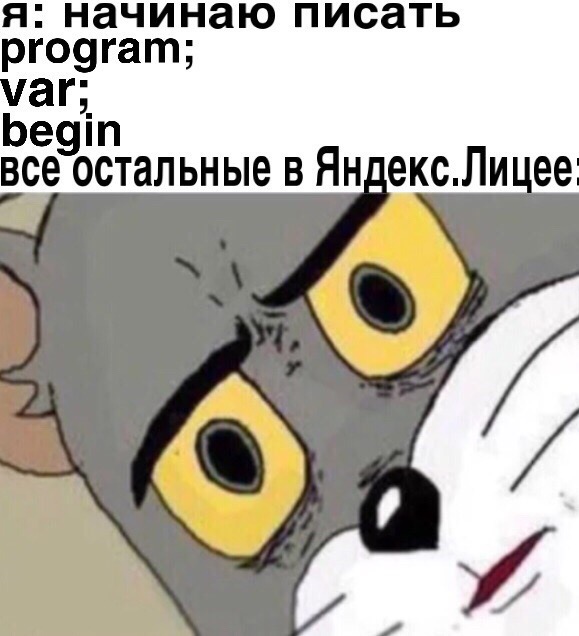 я: начинаю писать
program;
var;
begin
все остальные в Яндекс.Лицее: